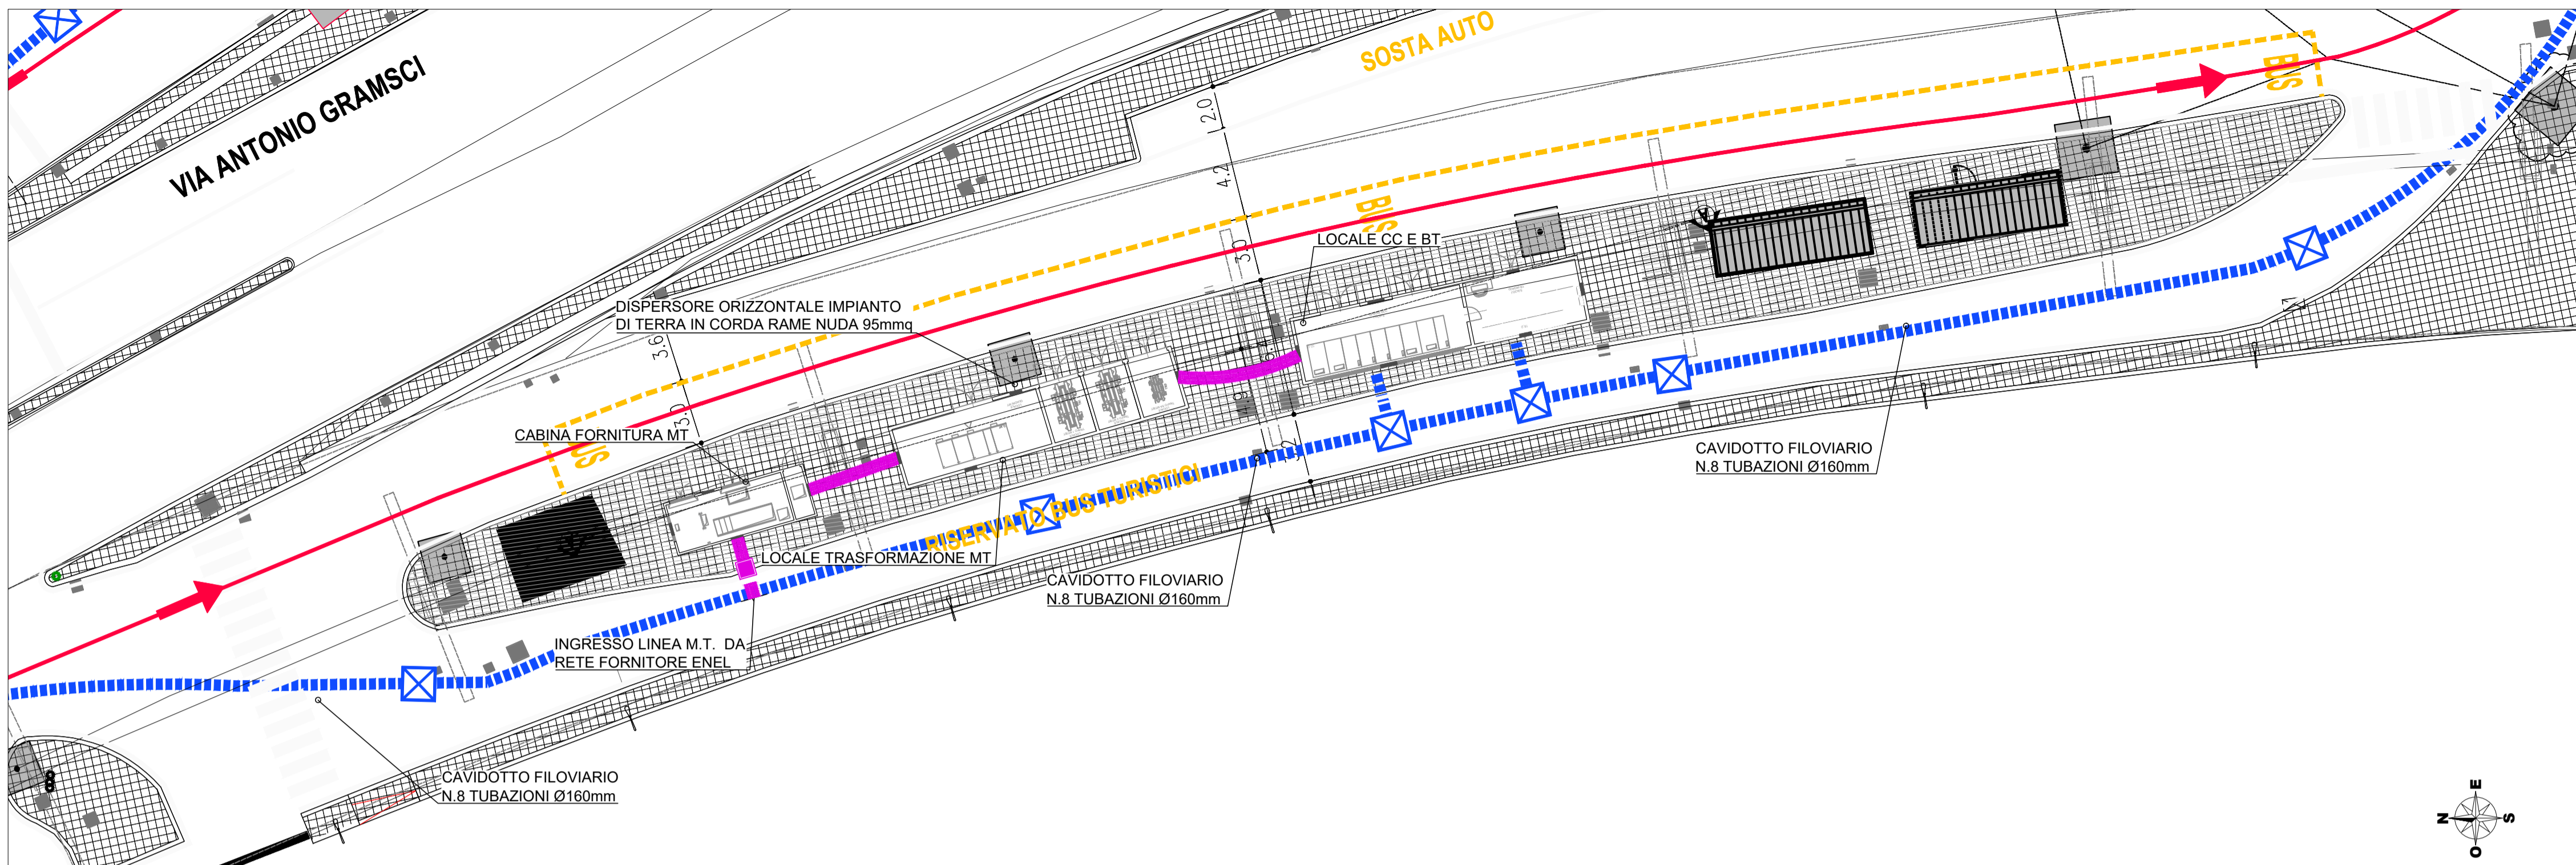 VIA ANTONIO GRAMSCI
SOSTA AUTO
BUS
BUS
BUS
2.0
4.2
3.0
3.6
3.0
LOCALE CC E BT
DISPERSORE ORIZZONTALE IMPIANTO
DI TERRA IN CORDA RAME NUDA 95mmq
CABINA FORNITURA MT
LOCALE TRASFORMAZIONE MT
RISERVATO BUS TURISTICI
CAVIDOTTO FILOVIARIO
N.8 TUBAZIONI Ø160mm
CAVIDOTTO FILOVIARIO
N.8 TUBAZIONI Ø160mm
INGRESSO LINEA M.T. DA
RETE FORNITORE ENEL
CAVIDOTTO FILOVIARIO
N.8 TUBAZIONI Ø160mm
E
N
S
O